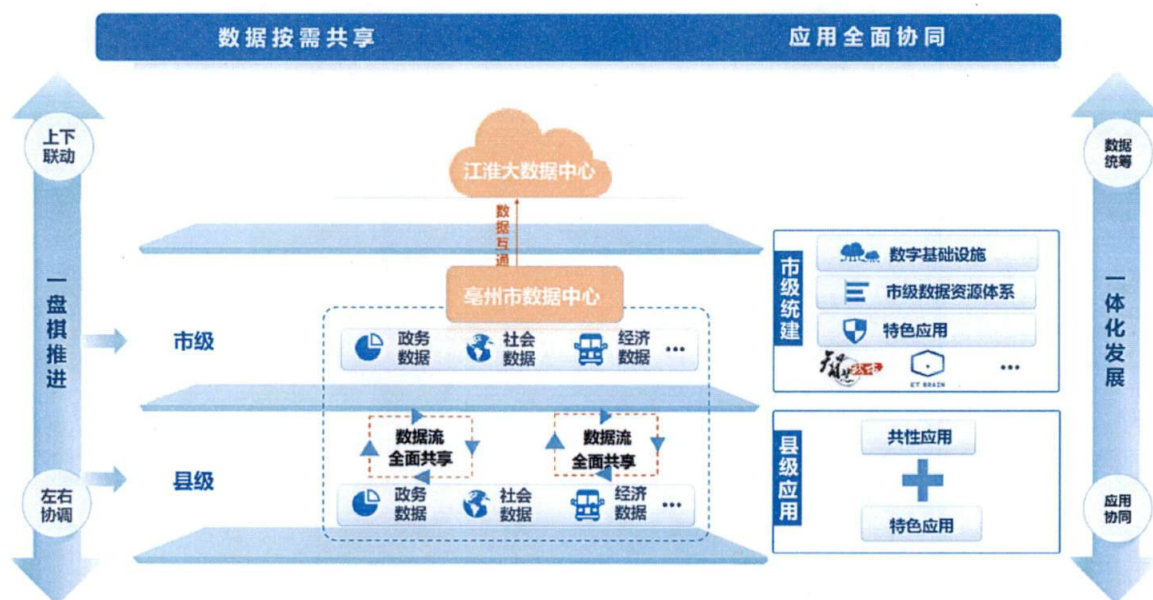 数据按需共享
应用全面协同
上下
联动
一盘棋推进
左右
协调
江淮大数据中心
数据互通
亳州市数据中心
市级
政务
数据
社会
数据
经济
数据
...
数据流
全面共享
数据流
全面共享
县级
政务
数据
社会
数据
经济
数据
...
市级统建
数字基础设施
市级数据资源体系
特色应用
ET BRAIN
...
县级应用
共性应用
特色应用
数据
统筹
一体化发展
应用
协同